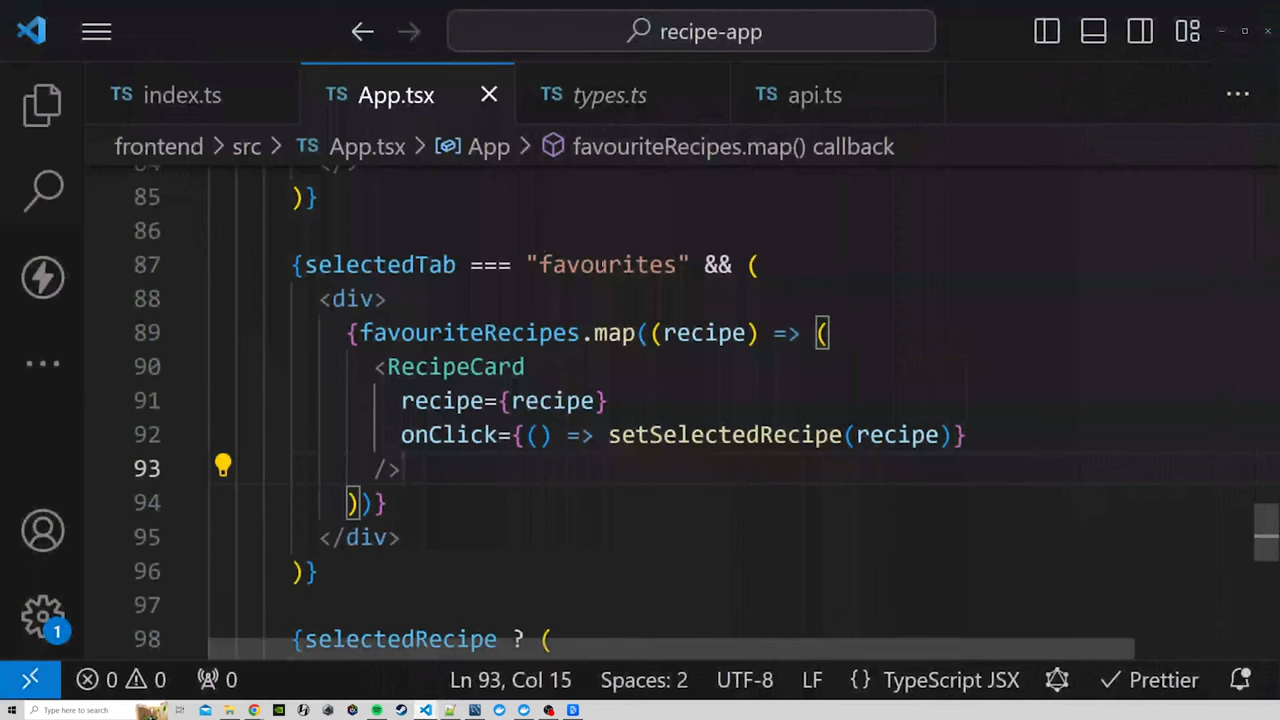 recipe-app
TS index.ts
TS App.tsx
TS types.ts
TS api.ts
frontend > src > TS App.tsx > App > favouriteRecipes.map() callback
85 )}
86
87 {selectedTab === "favourites" && (
88 <div>
89 {favouriteRecipes.map((recipe) => (
90 <RecipeCard
91 recipe={recipe}
92 onClick={() => setSelectedRecipe(recipe)}
93 />
94 ))}
95 </div>
96 )}
97
98 {selectedRecipe ? (
1
0 0 0 Ln 93, Col 15 Spaces: 2 UTF-8 LF {} TypeScript JSX Prettier
Type here to search